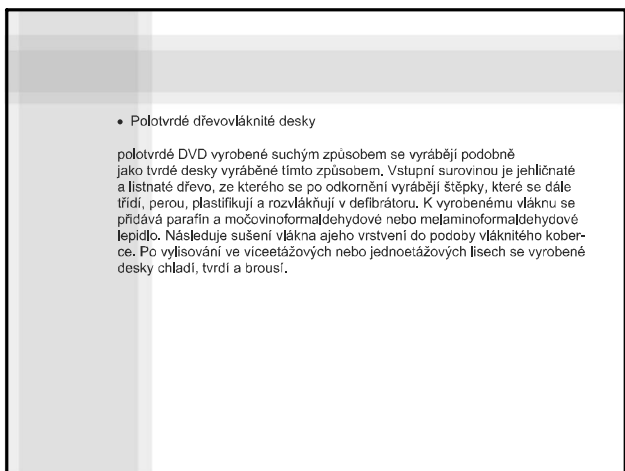 • Polotvrdé dřevovláknité desky
polotvrdé DVD vyrobené suchým způsobem se vyrábějí podobně
jako tvrdé desky vyráběné tímto způsobem. Vstupní surovinou je jehličnaté
a listnaté dřevo, ze kterého se po odkornění vyrábějí štěpky, které se dále
třídí, perou, plastifikují a rozvlákňují v defibrátoru. K vyrobenému vláknu se
přidává parafín a močovinoformaldehydové nebo melaminoformaldehydové
lepidlo. Následuje sušení vlákna ajeho vrstvení do podoby vláknitého kober-
ce. Po vylisování ve víceetážových nebo jednoetážových lisech se vyrobené
desky chladí, tvrdí a brousí.